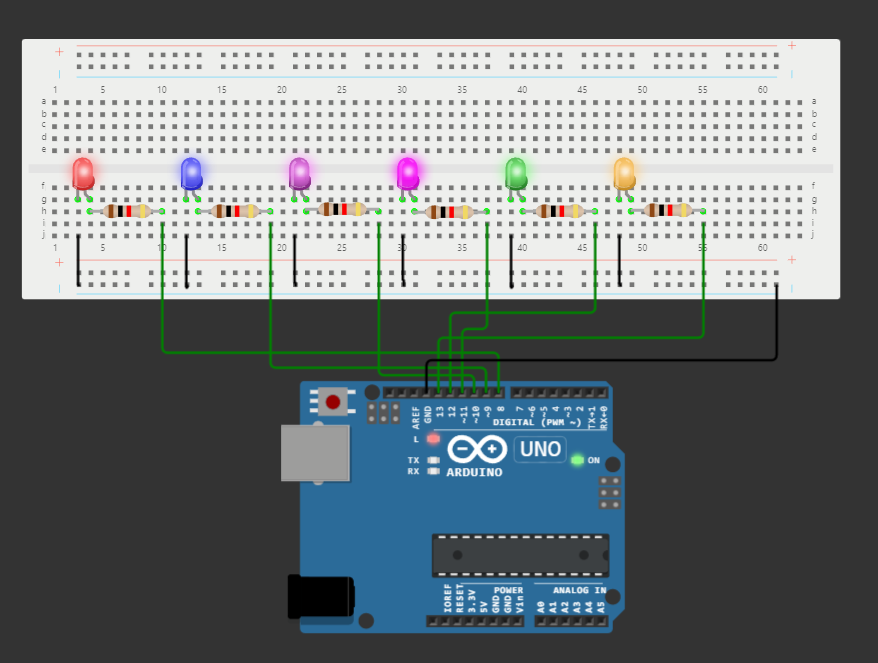 + +
1 5 10 15 20 25 30 35 40 45 50 55 60
a a
b b
c c
d d
e e
f f
g g
h h
i i
j j
1 5 10 15 20 25 30 35 40 45 50 55 60
+ +
AREF GND 13 12 ~11 ~10 ~9 8 7 ~6 ~5 4 ~3 2 TX→1 RX←0
DIGITAL (PWM ~)
L
TX
RX
ARDUINO
UNO
ON
POWER
ANALOG IN
IOREF RESET 3.3V 5V GND GND Vin A0 A1 A2 A3 A4 A5